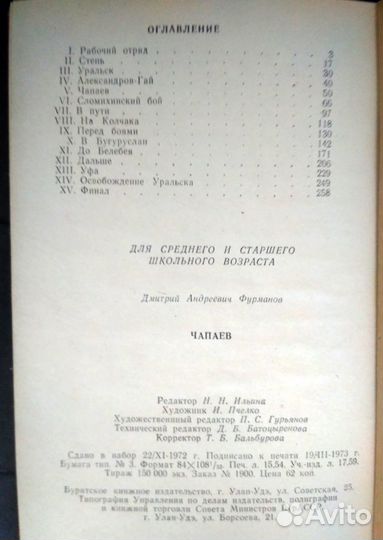 ОГЛАВЛЕНИЕ
I. Рабочий отряд . . . . . . 3
II. Степь . . . . . . 17
III. Уральск . . . . . . 30
IV. Александров-Гай . . . . . . 40
V. Чапаев . . . . . . 50
VI. Сломихинский бой . . . . . . 66
VII. В пути . . . . . . 97
VIII. На Колчака . . . . . . 118
IX. Перед боями . . . . . . 130
X. В Бугуруслан . . . . . . 142
XI. До Белебея . . . . . . 171
XII. Дальше . . . . . . 206
XIII. Уфа . . . . . . 229
XIV. Освобождение Уральска . . . . . . 249
XV. Финал . . . . . . 258
ДЛЯ СРЕДНЕГО И СТАРШЕГО
ШКОЛЬНОГО ВОЗРАСТА
Дмитрий Андреевич Фурманов
ЧАПАЕВ
Редактор Н. Н. Ильина
Художник И. Пчелко
Художественный редактор П. С. Гурьянов
Технический редактор Д. Б. Батоцыренова
Корректор Т. Б. Бальбурова
Сдано в набор 22/XI-1972 г. Подписано к печати 19/III-1973 г.
Бумага тип. № 3. Формат 84×108¹/₃₂. Печ. л. 15,54. Уч.-изд. л. 17,59.
Тираж 150 000 экз. Заказ № 1900. Цена 62 коп.
Бурятское книжное издательство, г. Улан-Удэ, ул. Советская, 25.
Типография Управления по делам издательств, полиграфии
и книжной торговли Совета Министров
г. Улан-Удэ, ул. Борсоева, 21
Avito